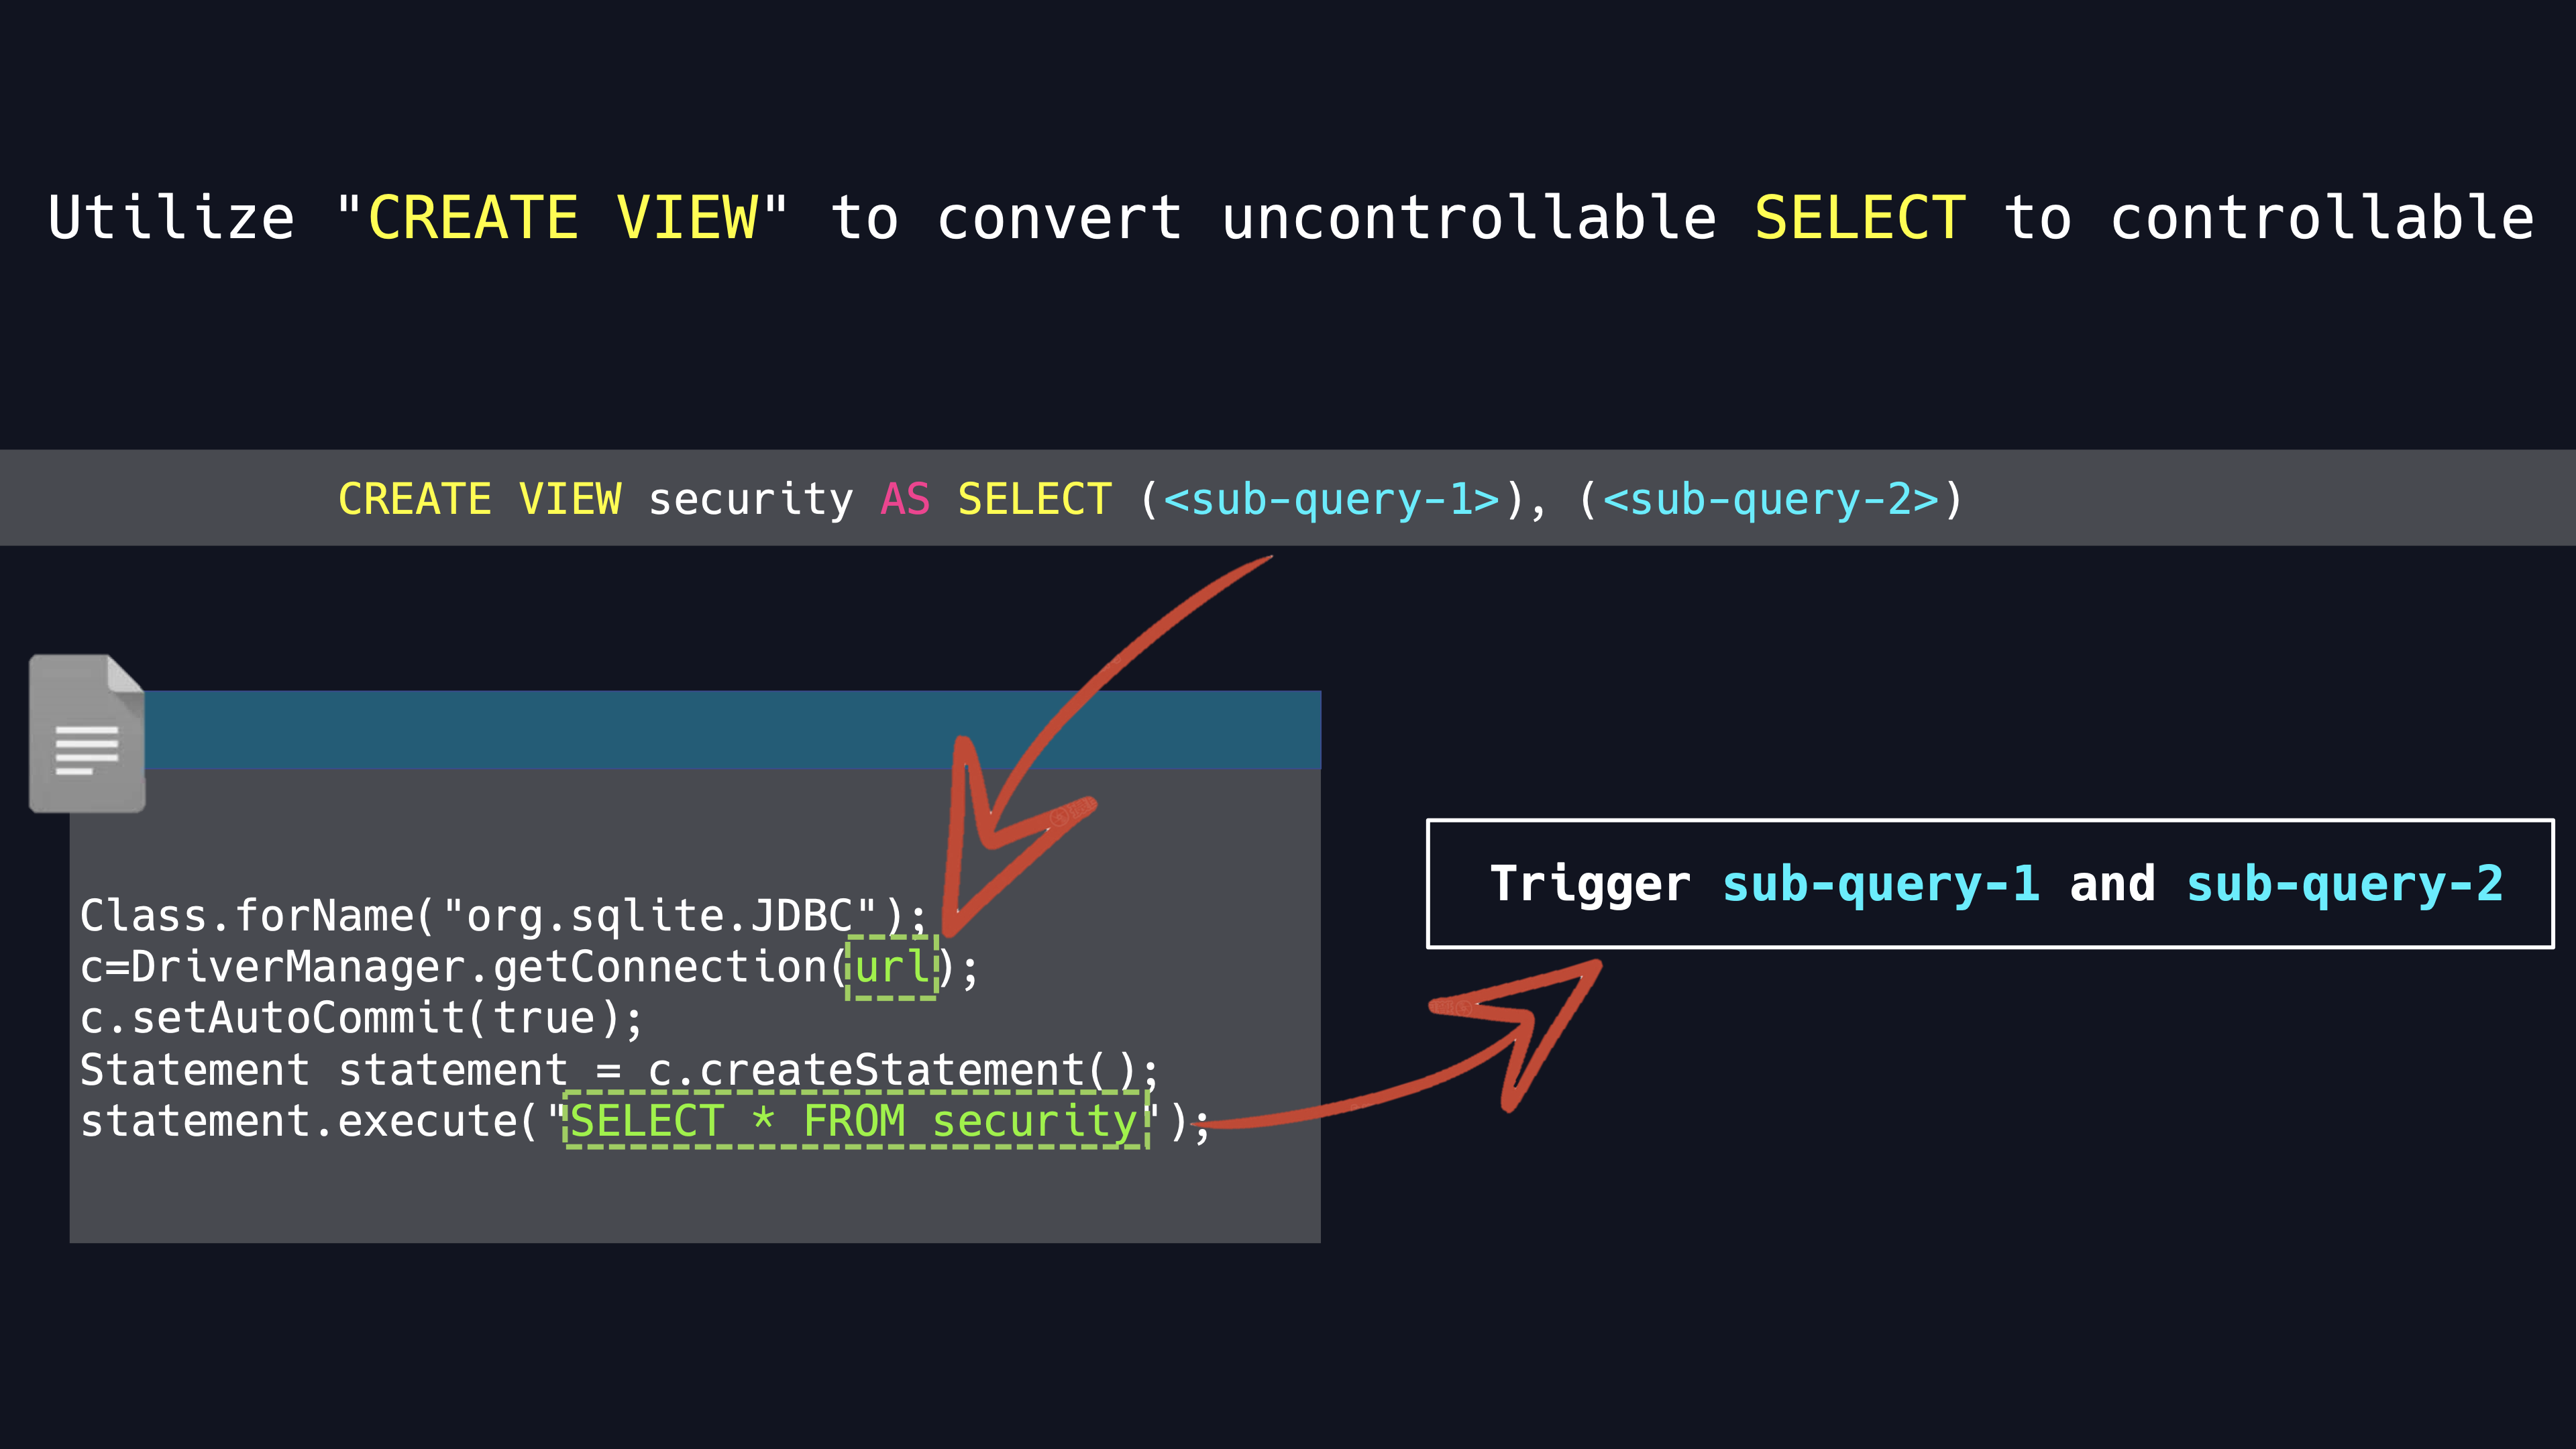 Utilize "CREATE VIEW" to convert uncontrollable SELECT to controllable
CREATE VIEW security AS SELECT (<sub-query-1>), (<sub-query-2>)
Class.forName("org.sqlite.JDBC");
c=DriverManager.getConnection(url);
c.setAutoCommit(true);
Statement statement = c.createStatement();
statement.execute("SELECT * FROM security");
Trigger sub-query-1 and sub-query-2